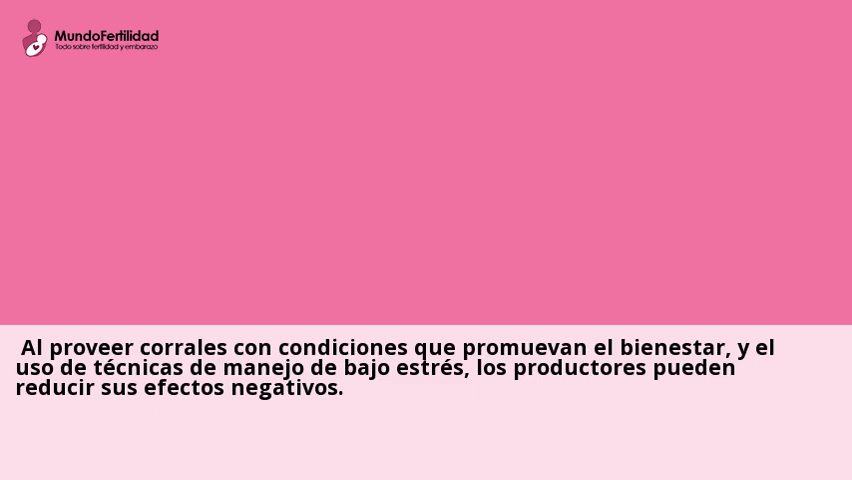 MundoFertilidad
Todo sobre fertilidad y embarazo
Al proveer corrales con condiciones que promuevan el bienestar, y el
uso de técnicas de manejo de bajo estrés, los productores pueden
reducir sus efectos negativos.